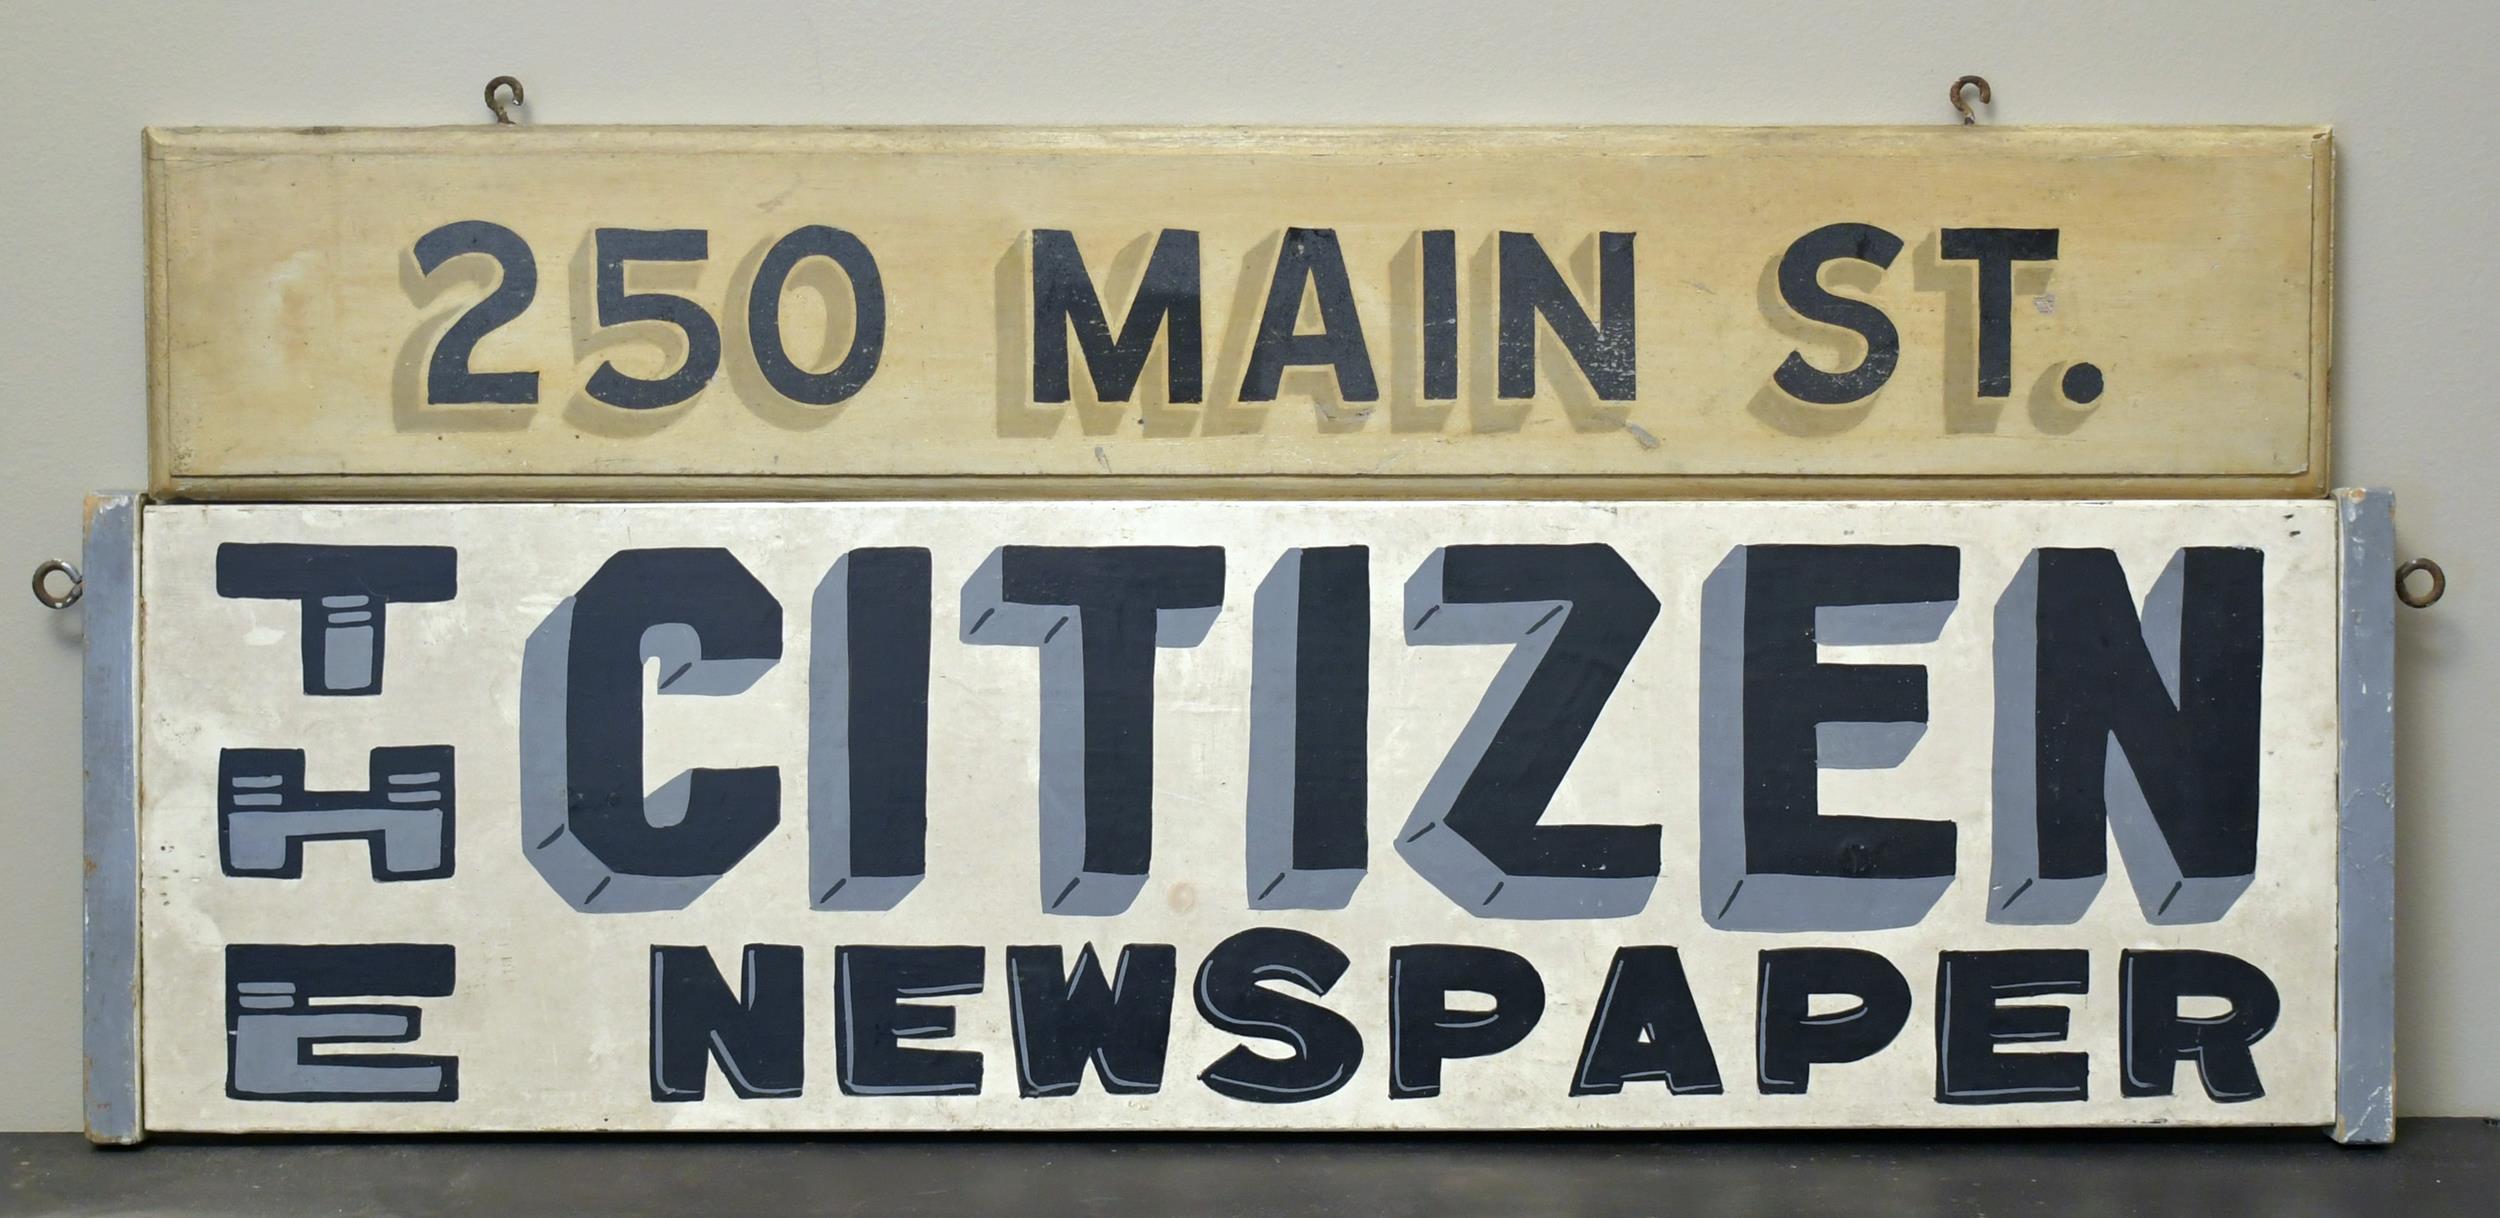 250 MAIN ST.
THE CITIZEN
NEWSPAPER